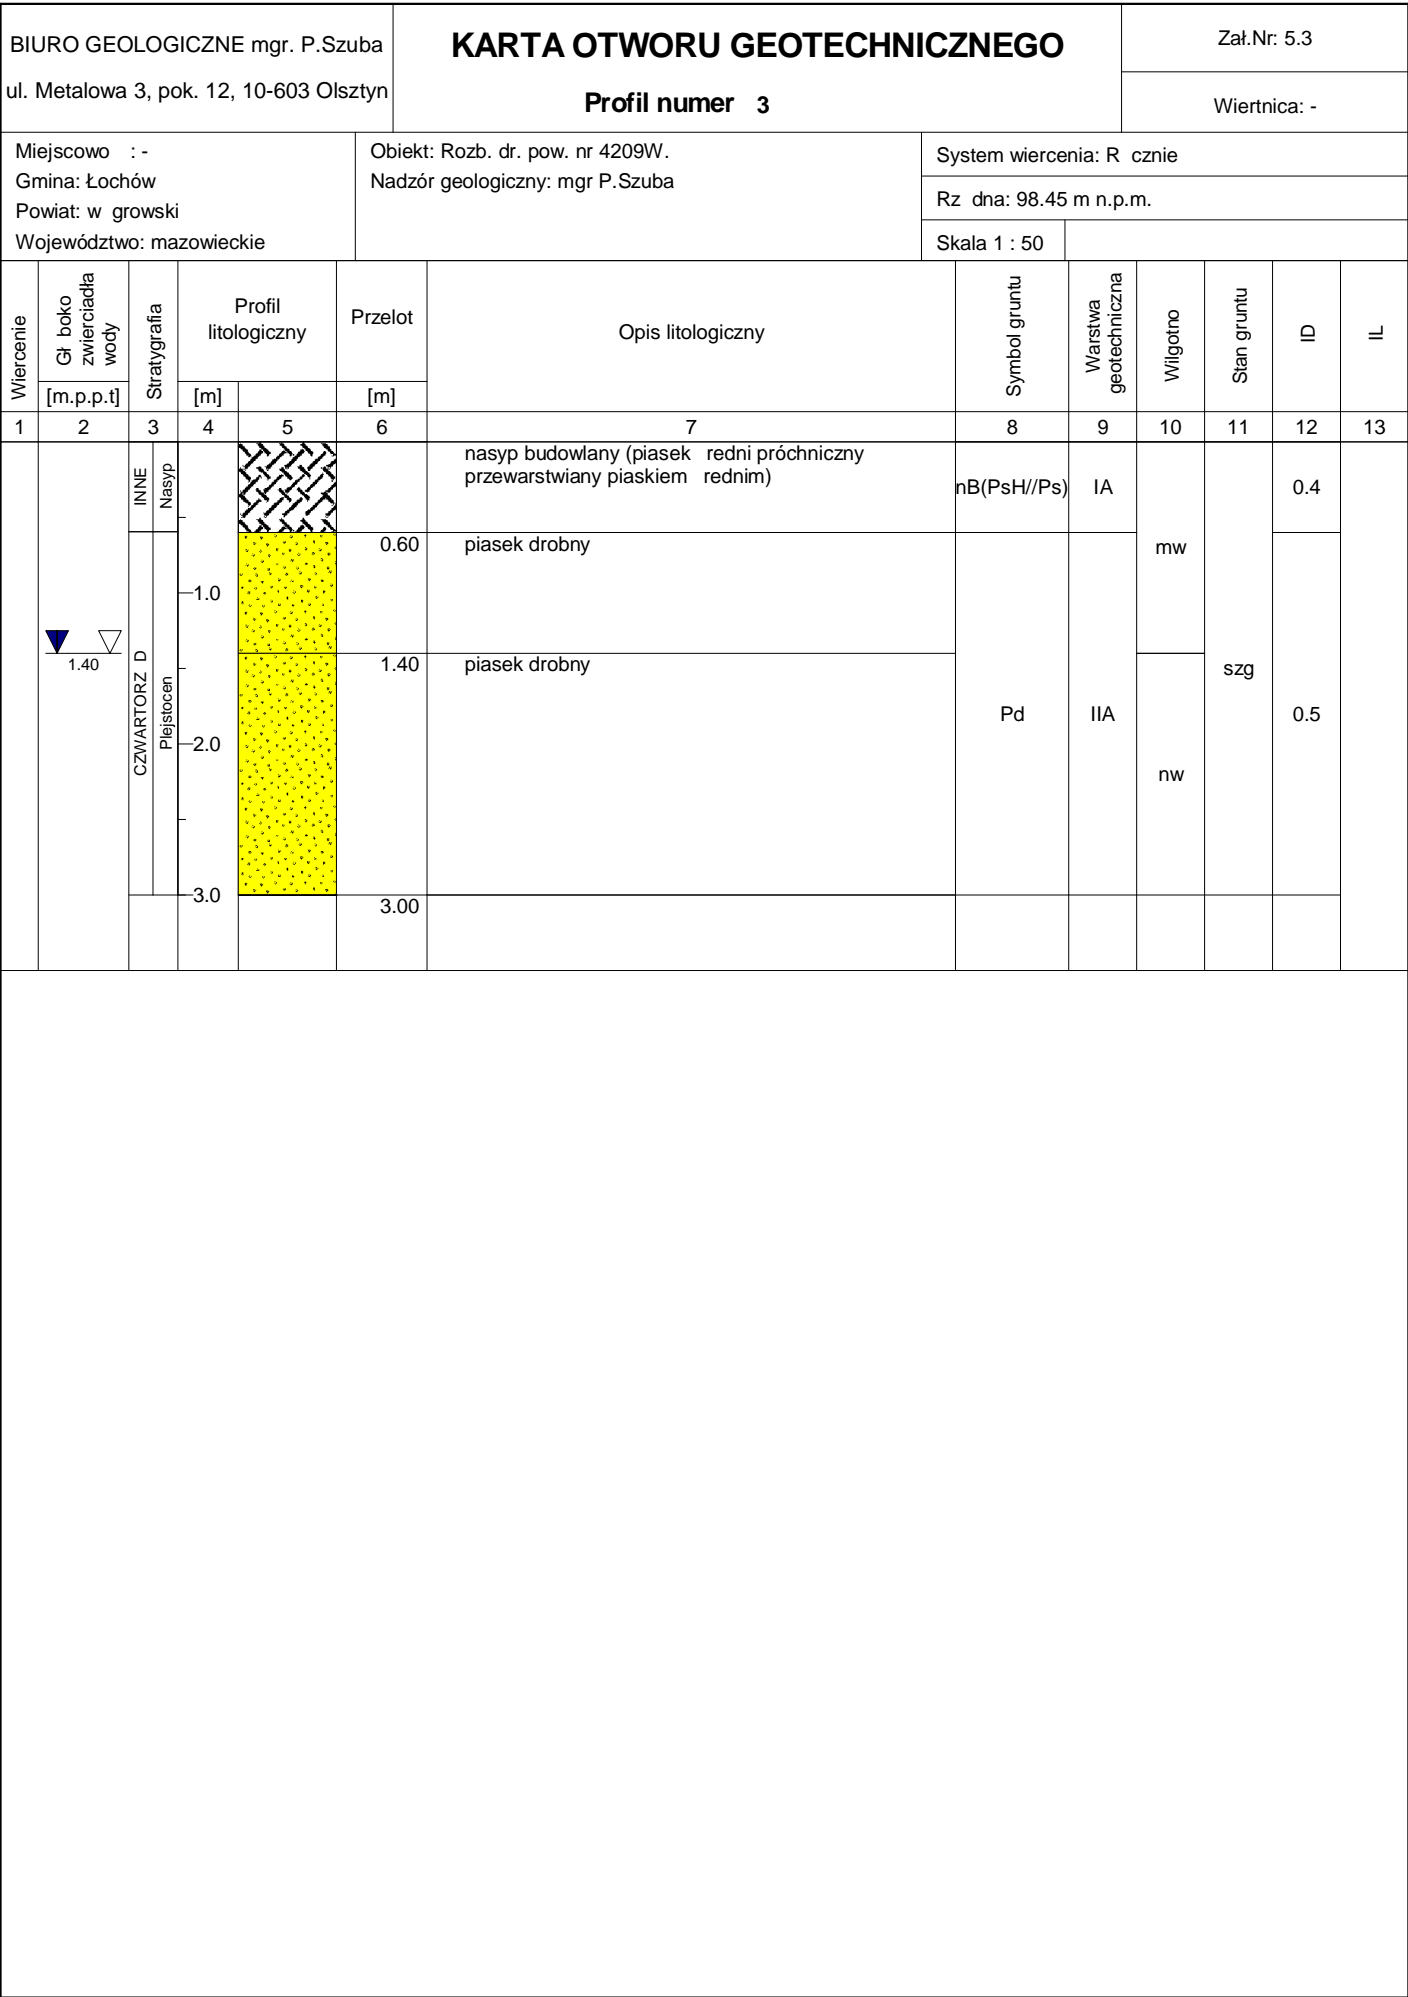 BIURO GEOLOGICZNE mgr. P.Szuba
ul. Metalowa 3, pok. 12, 10-603 Olsztyn
KARTA OTWORU GEOTECHNICZNEGO
Profil numer 3
Zał.Nr: 5.3
Wiertnica: -
Miejscowo : -
Gmina: Łochów
Powiat: w growski
Województwo: mazowieckie
Obiekt: Rozb. dr. pow. nr 4209W.
Nadzór geologiczny: mgr P.Szuba
System wiercenia: R cznie
Rz dna: 98.45 m n.p.m.
Skala 1 : 50
Wiercenie
Gł boko
zwierciadła
wody
[m.p.p.t]
Stratygrafia
Profil
litologiczny
[m]
Przelot
[m]
Opis litologiczny
Symbol gruntu
Warstwa
geotechniczna
Wilgotno
Stan gruntu
ID
IL
1 2 3 4 5 6 7 8 9 10 11 12 13
INNE
Nasyp
nasyp budowlany (piasek redni próchniczny
przewarstwiany piaskiem rednim)
nB(PsH//Ps) IA 0.4
0.60 piasek drobny
mw
1.0
1.40
1.40 piasek drobny
szg
CZWARTORZ D
Plejstocen
Pd IIA 0.5
2.0
nw
3.0
3.00